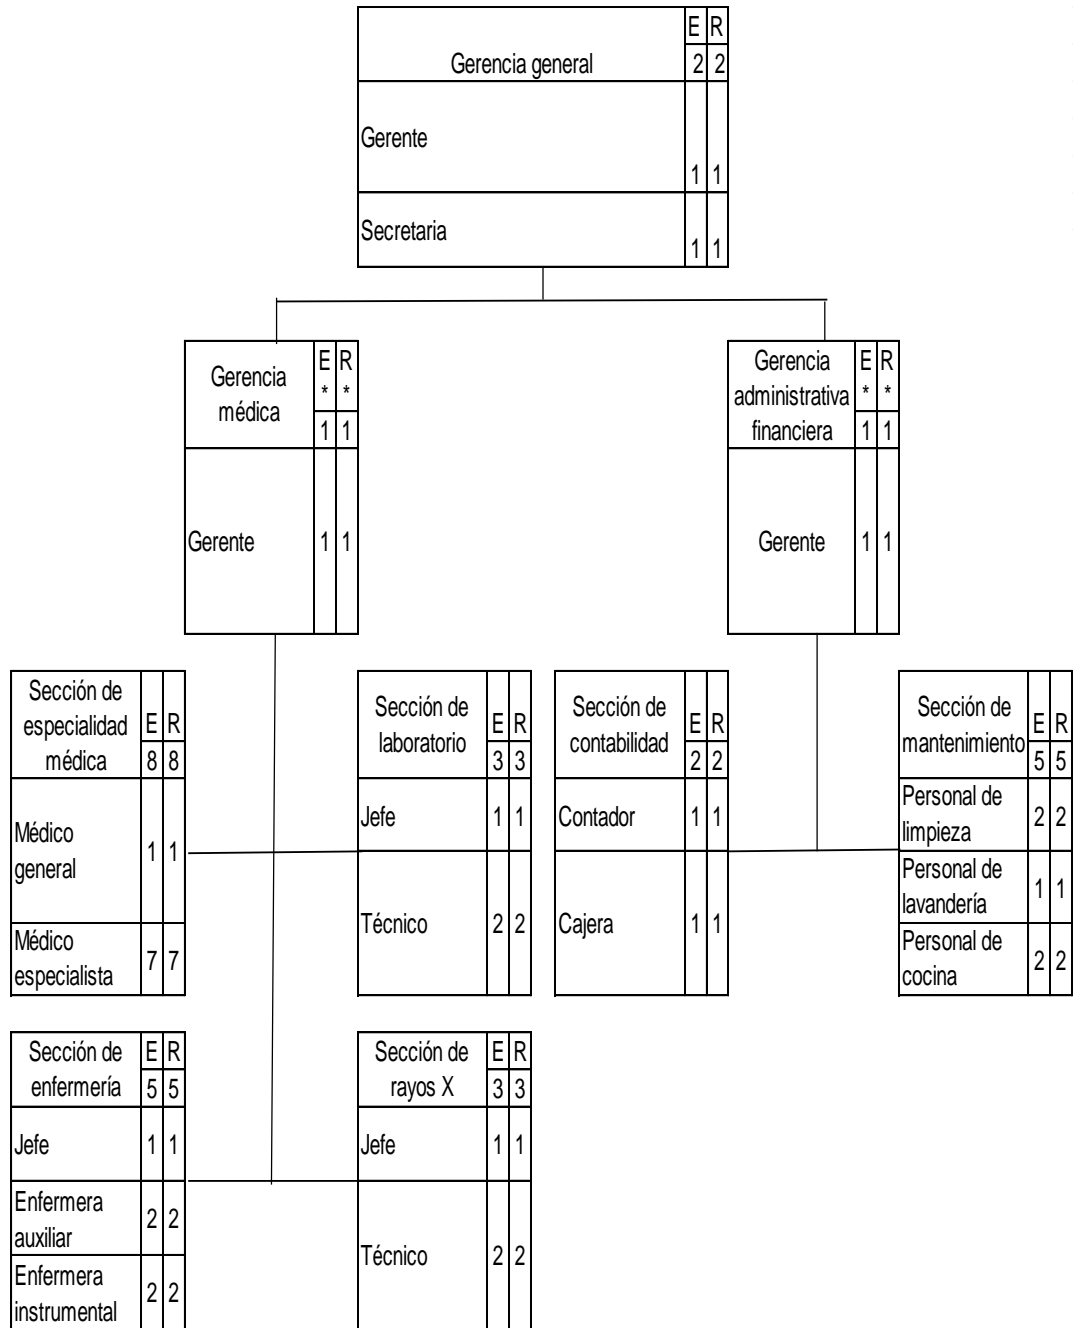 E R
Gerencia general 2 2
Gerente
1 1
Secretaria
1 1
Gerencia
médica
E R
* *
1 1
Gerente 1 1
Gerencia
administrativa
financiera
E R
* *
1 1
Gerente 1 1
Sección de
especialidad
médica
E R
8 8
Médico
general
1 1
Médico
especialista
7 7
Sección de
laboratorio
E R
3 3
Jefe 1 1
Técnico 2 2
Sección de
contabilidad
E R
2 2
Contador 1 1
Cajera 1 1
Sección de
mantenimiento
E R
5 5
Personal de
limpieza
2 2
Personal de
lavandería
1 1
Personal de
cocina
2 2
Sección de
enfermería
E R
5 5
Jefe 1 1
Enfermera
auxiliar
2 2
Enfermera
instrumental
2 2
Sección de
rayos X
E R
3 3
Jefe 1 1
Técnico 2 2